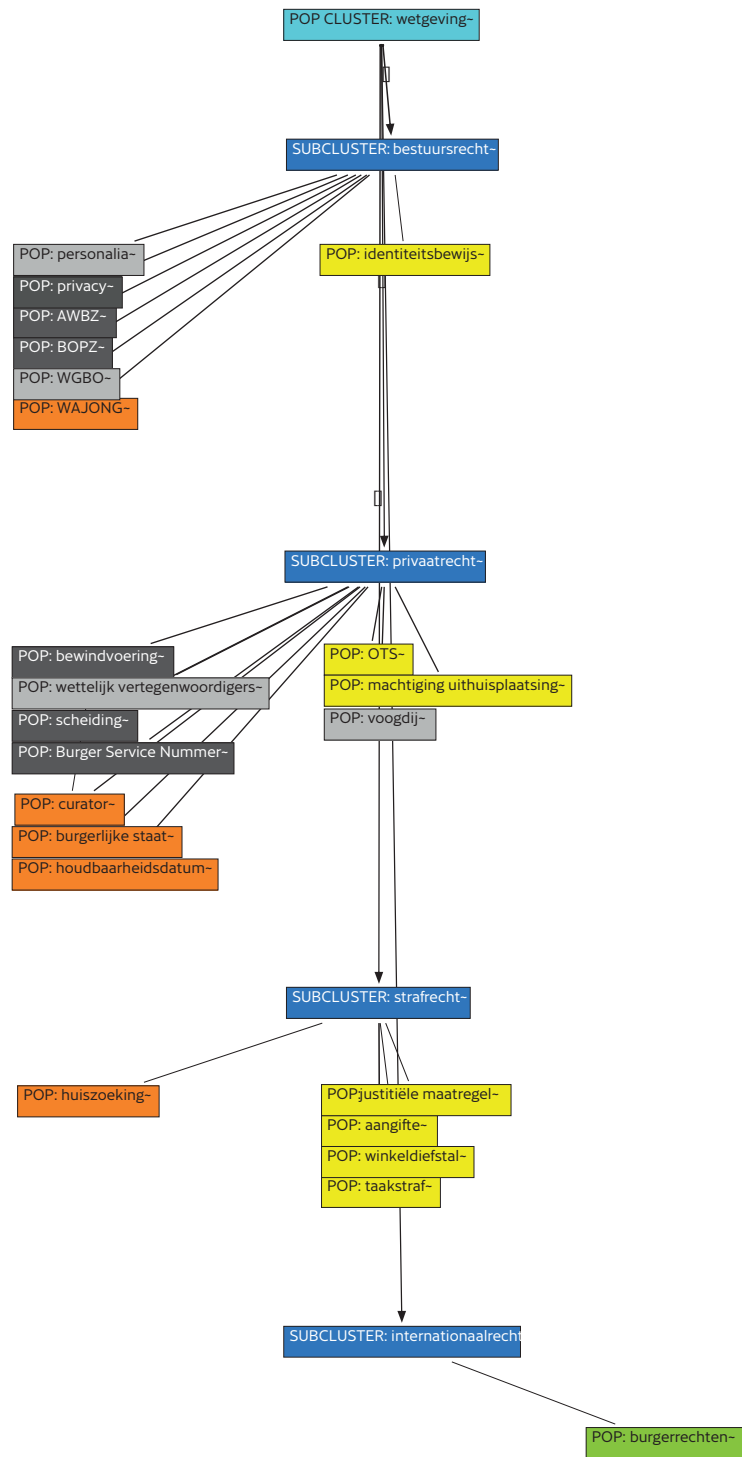 POP CLUSTER: wetgeving~
SUBCLUSTER: bestuursrecht~
POP: personalia~
POP: identiteitsbewijs~
POP: privacy~
POP: AWBZ~
POP: BOPZ~
POP: WGBO~
POP: WAJONG~
SUBCLUSTER: privaatrecht~
POP: bewindvoering~
POP: OTS~
POP: wettelijk vertegenwoordigers~
POP: machtiging uithuisplaatsing~
POP: scheiding~
POP: voogdij~
POP: Burger Service Nummer~
POP: curator~
POP: burgerlijke staat~
POP: houdbaarheidsdatum~
SUBCLUSTER: strafrecht~
POP: huiszoeking~
POP:justitiële maatregel~
POP: aangifte~
POP: winkeldiefstal~
POP: taakstraf~
SUBCLUSTER: internationaalrecht
POP: burgerrechten~